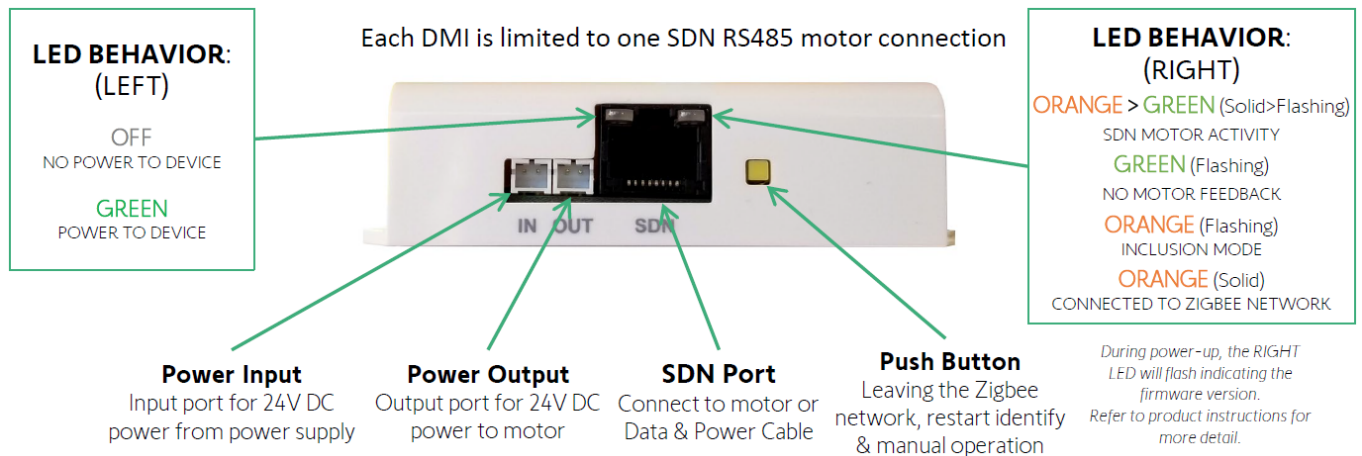 Each DMI is limited to one SDN RS485 motor connection
LED BEHAVIOR:
(LEFT)
OFF
NO POWER TO DEVICE
GREEN
POWER TO DEVICE
LED BEHAVIOR:
(RIGHT)
ORANGE > GREEN (Solid>Flashing)
SDN MOTOR ACTIVITY
GREEN (Flashing)
NO MOTOR FEEDBACK
ORANGE (Flashing)
INCLUSION MODE
ORANGE (Solid)
CONNECTED TO ZIGBEE NETWORK
IN OUT SDN
Power Input
Input port for 24V DC
power from power supply
Power Output
Output port for 24V DC
power to motor
SDN Port
Connect to motor or
Data & Power Cable
Push Button
Leaving the Zigbee
network, restart identify
& manual operation
During power-up, the RIGHT
LED will flash indicating the
firmware version.
Refer to product instructions for
more detail.